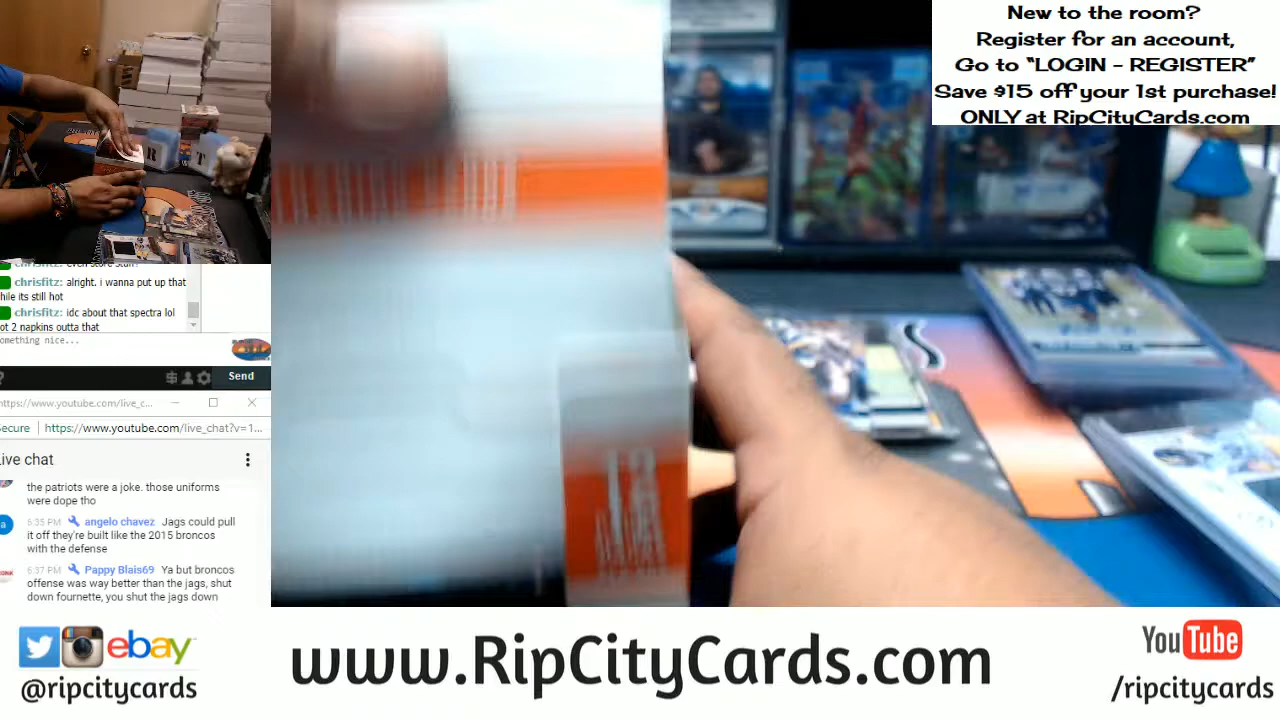 New to the room?
Register for an account,
Go to "LOGIN - REGISTER"
Save $15 off your 1st purchase!
ONLY at RipCityCards.com
R T
chrisfitz: even store stuff?
chrisfitz: alright. i wanna put up that
hile its still hot
chrisfitz: idc about that spectra lol
ot 2 napkins outta that
omething nice...
Send
https://www.youtube.com/live_c...
ecure
https://www.youtube.com/live_chat?v=1...
ive chat
the patriots were a joke. those uniforms
were dope tho
a
6:35 PM angelo chavez Jags could pull
it off they're built like the 2015 broncos
with the defense
6:37 PM Pappy Blais69 Ya but broncos
offense was way better than the jags, shut
down fournette, you shut the jags down
S
ebay
@ripcitycards
www.RipCityCards.com
YouTube
/ripcitycards